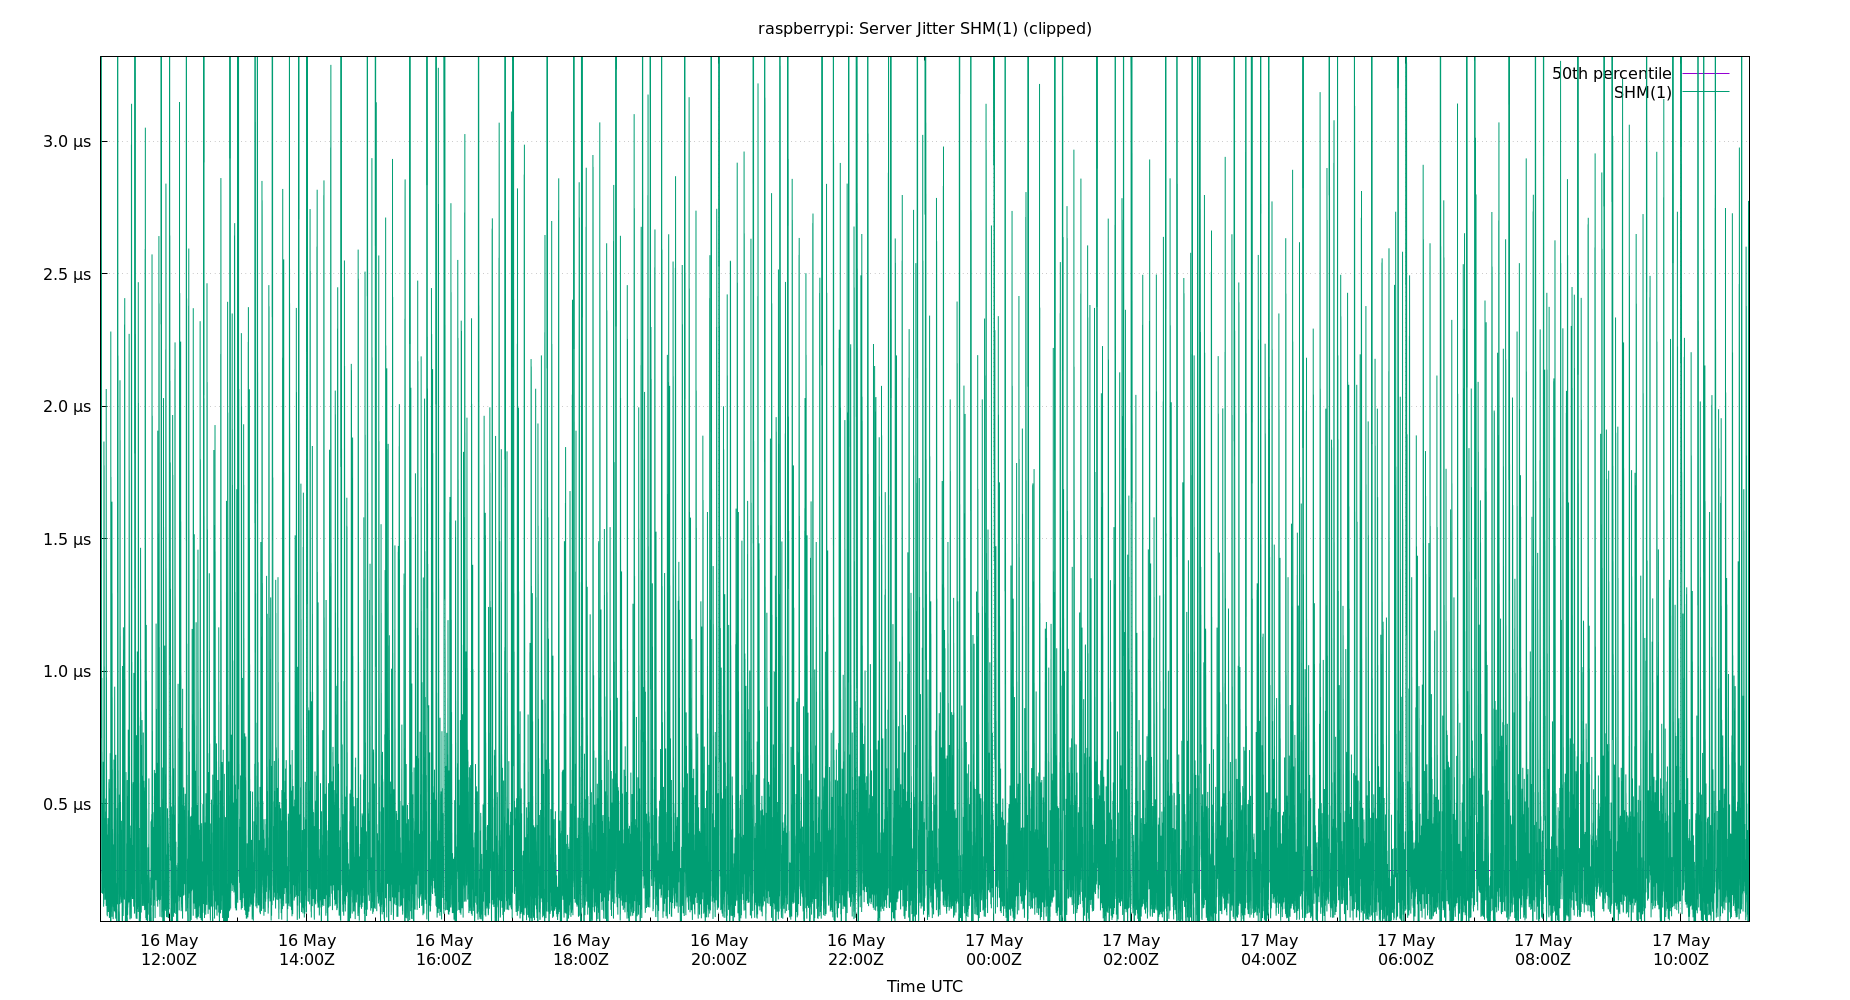 raspberrypi: Server Jitter SHM(1) (clipped)
50th percentile
SHM(1)
3.0 µs
2.5 µs
2.0 µs
1.5 µs
1.0 µs
0.5 µs
16 May 16 May 16 May 16 May 16 May 16 May 17 May 17 May 17 May 17 May 17 May 17 May
12:00Z 14:00Z 16:00Z 18:00Z 20:00Z 22:00Z 00:00Z 02:00Z 04:00Z 06:00Z 08:00Z 10:00Z
Time UTC